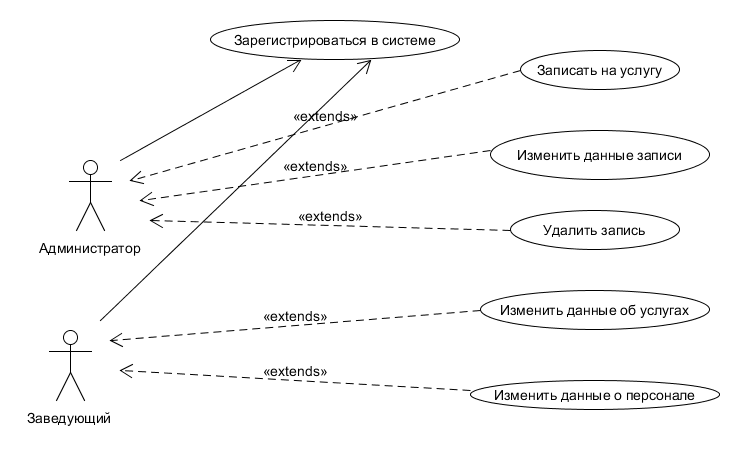 Зарегистрироваться в системе
Записать на услугу
«extends»
Изменить данные записи
«extends»
Удалить запись
«extends»
Администратор
Изменить данные об услугах
«extends»
Изменить данные о персонале
«extends»
Заведующий